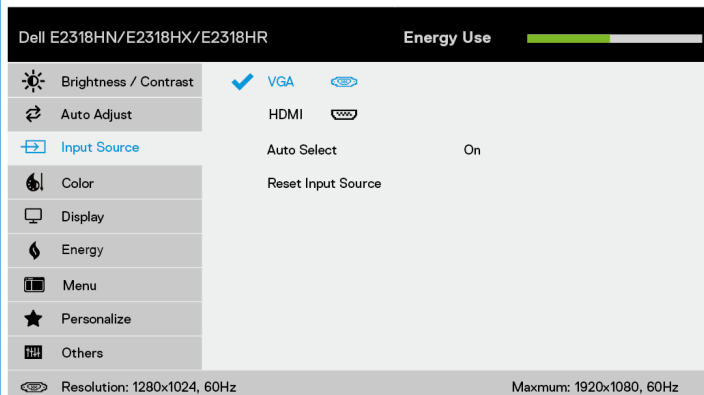 Dell E2318HN/E2318HX/E2318HR Energy Use
Brightness / Contrast
Auto Adjust
Input Source
Color
Display
Energy
Menu
Personalize
Others
VGA
HDMI
Auto Select On
Reset Input Source
Resolution: 1280x1024, 60Hz Maxmum: 1920x1080, 60Hz